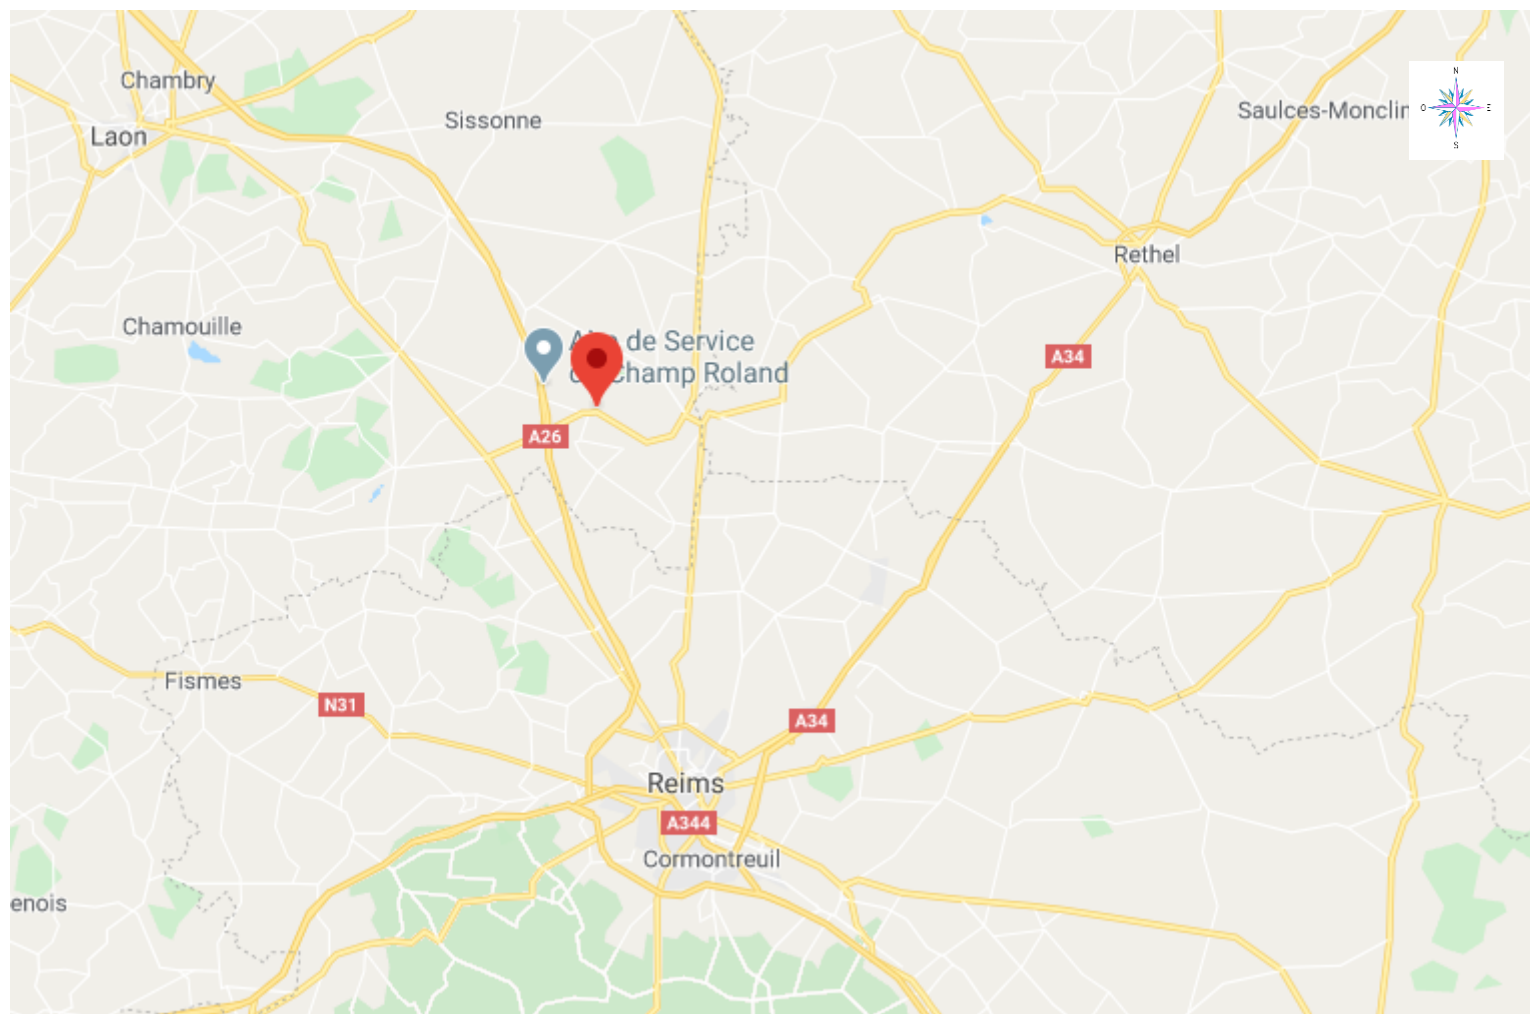 Chambry
Laon
Sissonne
Saulces-Monclin
N
O
E
S
Rethel
Chamouille
de Service
Champ Roland
A34
A26
Fismes
N31
A34
Reims
A344
Cormontreuil
enois